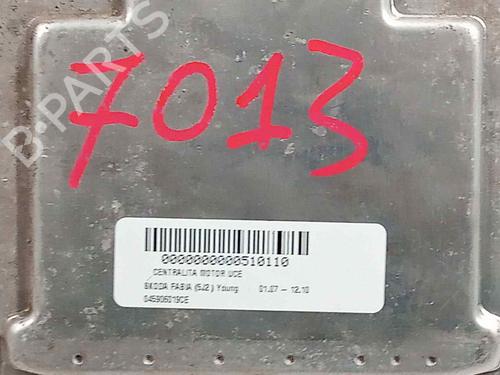 B-PARTS
7013
0000000000510110
CENTRALITA MOTOR UCE
SKODA FABIA (5J2 ) Young 01.07 - 12.10
045906019CE